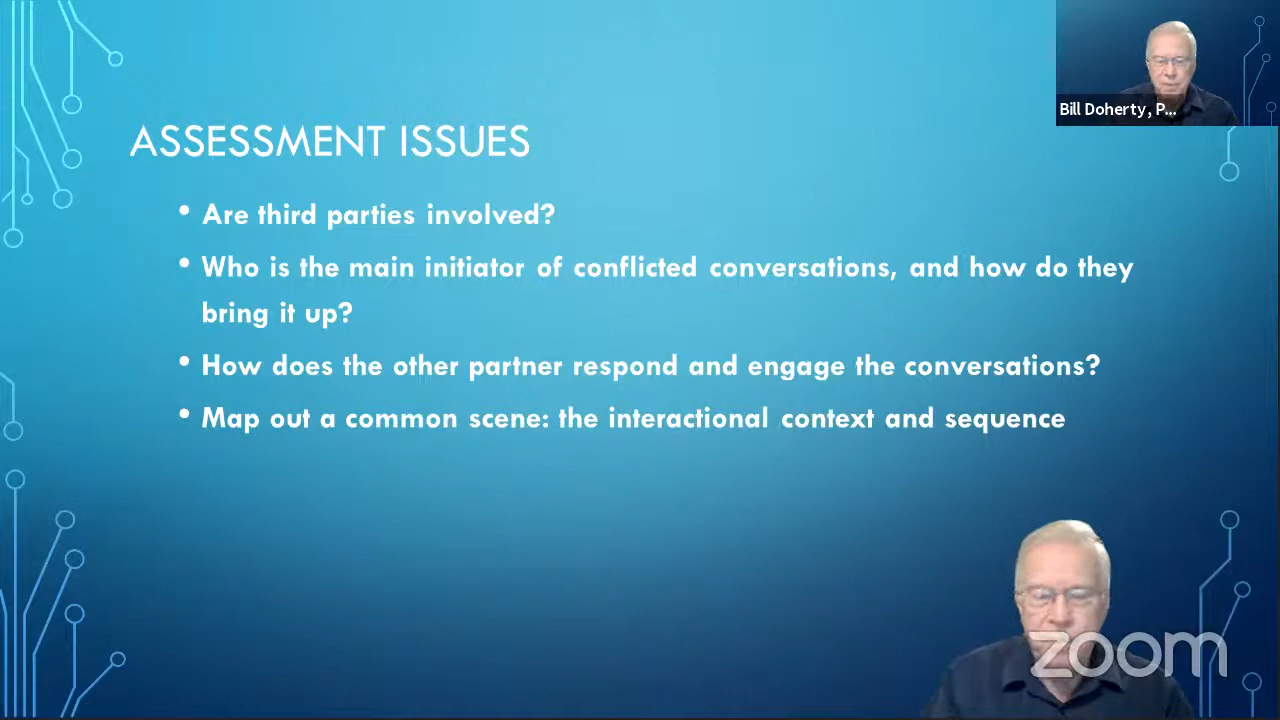 Bill Doherty, P...
ASSESSMENT ISSUES
• Are third parties involved?
• Who is the main initiator of conflicted conversations, and how do they
bring it up?
• How does the other partner respond and engage the conversations?
• Map out a common scene: the interactional context and sequence
zoom